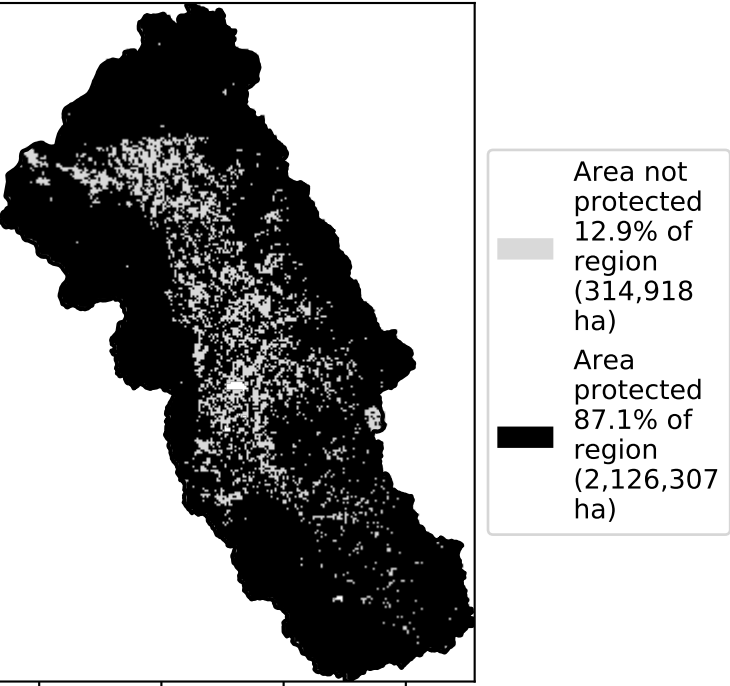 Area not
protected
12.9% of
region
(314,918
ha)
Area
protected
87.1% of
region
(2,126,307
ha)